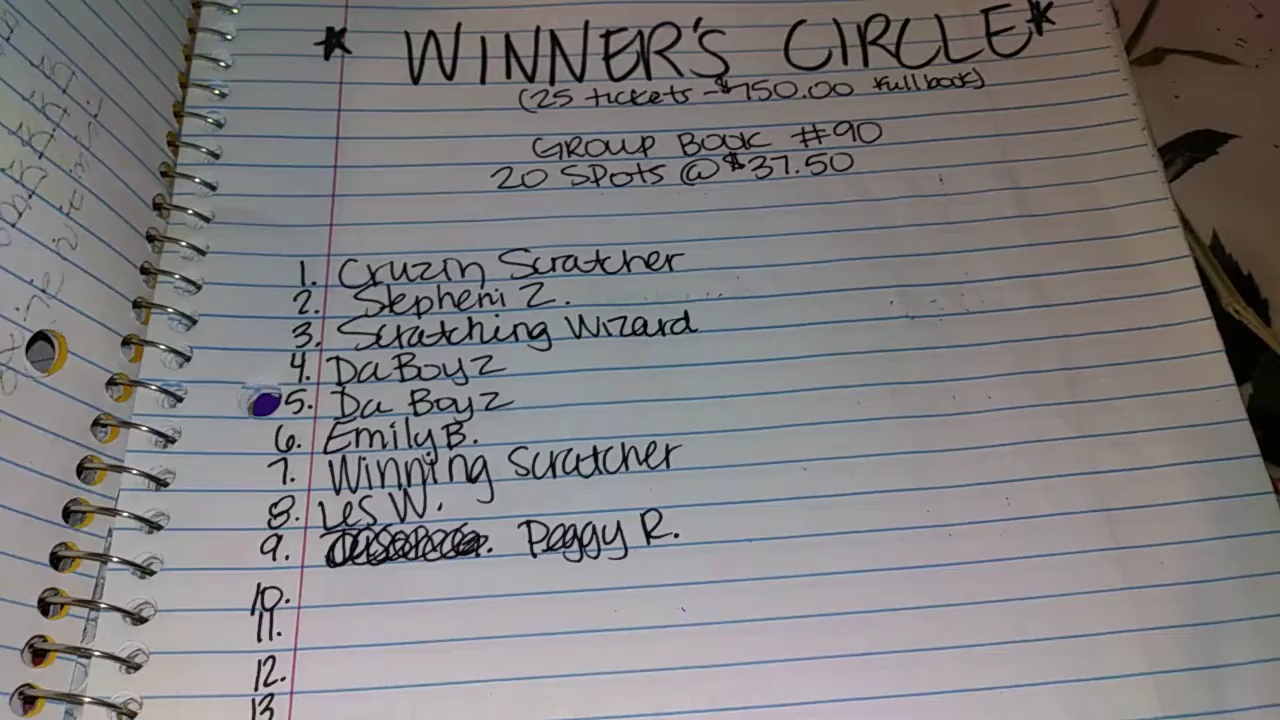 * WINNER'S CIRCLE *
(25 tickets - $750.00 full book)
GROUP BOOK #90
20 SPOTS @ $37.50
1. Cruzin Scratcher
2. Stepheni Z.
3. Scratching Wizard
4. Da Boyz
5. Da Boyz
6. Emily B.
7. Winning Scratcher
8. Les W.
9. Peggy R.
10.
11.
12.
13